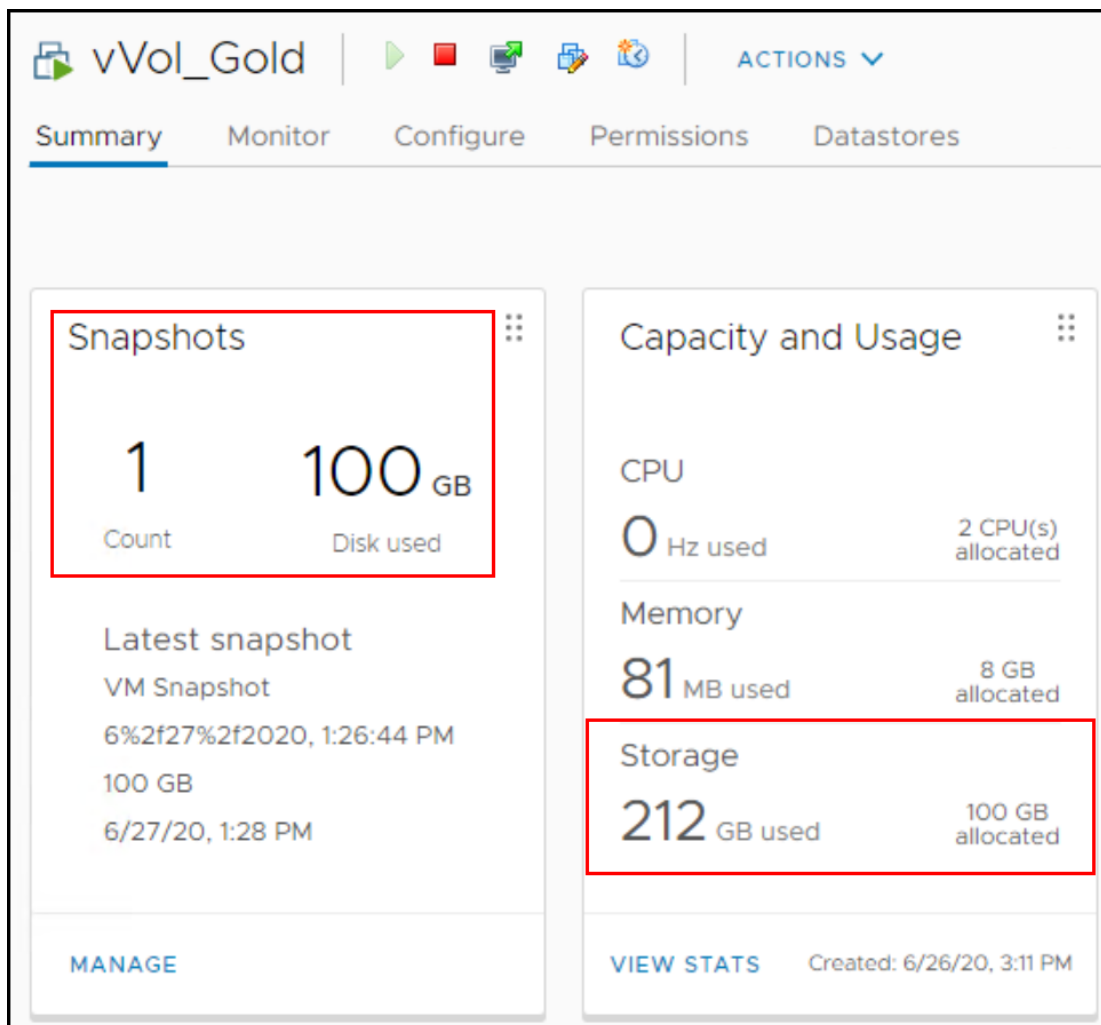 vVol_Gold
ACTIONS
Summary Monitor Configure Permissions Datastores
Snapshots
1 100 GB
Count Disk used
Latest snapshot
VM Snapshot
6%2f27%2f2020, 1:26:44 PM
100 GB
6/27/20, 1:28 PM
MANAGE
Capacity and Usage
CPU
0 Hz used
2 CPU(s)
allocated
Memory
81 MB used
8 GB
allocated
Storage
212 GB used
100 GB
allocated
VIEW STATS Created: 6/26/20, 3:11 PM